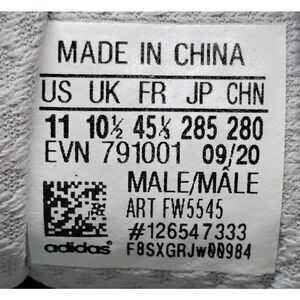 MADE IN CHINA
US UK FR JP CHN
11 10½ 45⅓ 285 280
EVN 791001 09/20
MALE/MÂLE
ART FW5545
#126547333
adidas F8SXGRJw00984